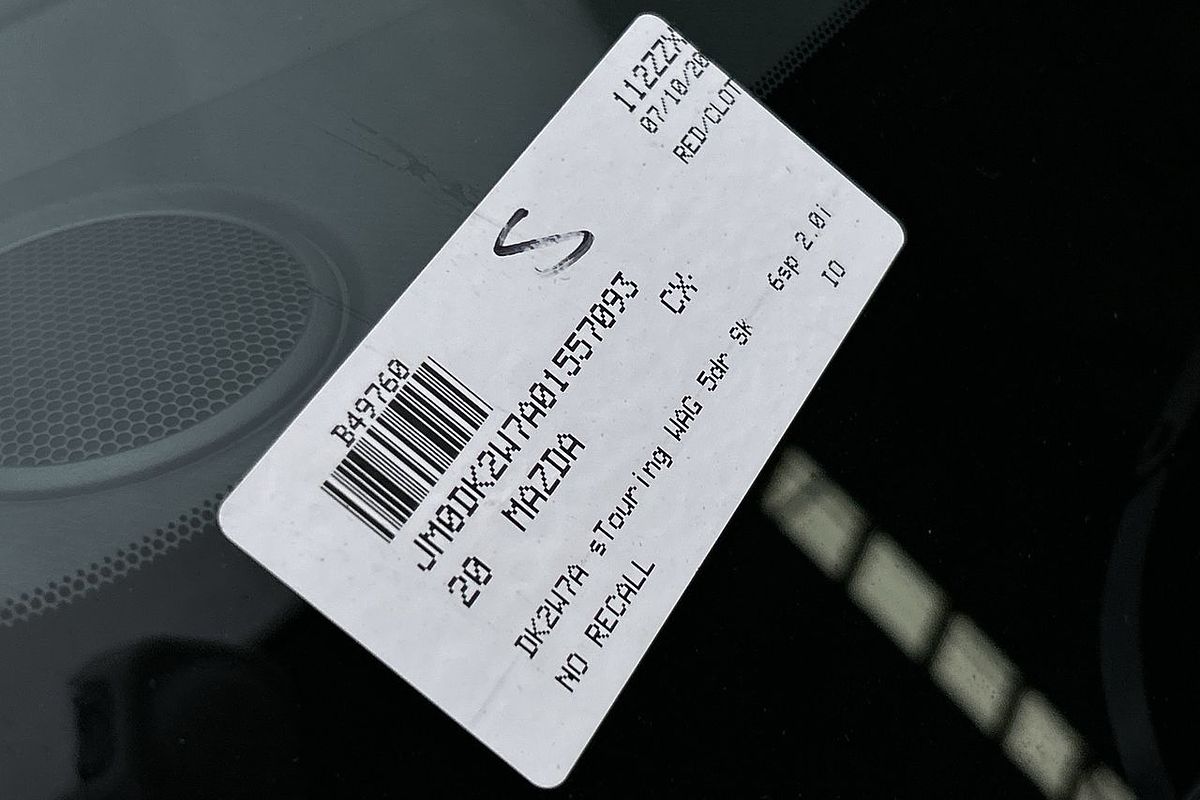 112ZZX
07/10/20
RED/CLOT
S
B49760
JM0DK2W7A01557093
20 MAZDA CX-
DK2W7A sTouring WAG 5dr Sk 6sp 2.0i
NO RECALL IO